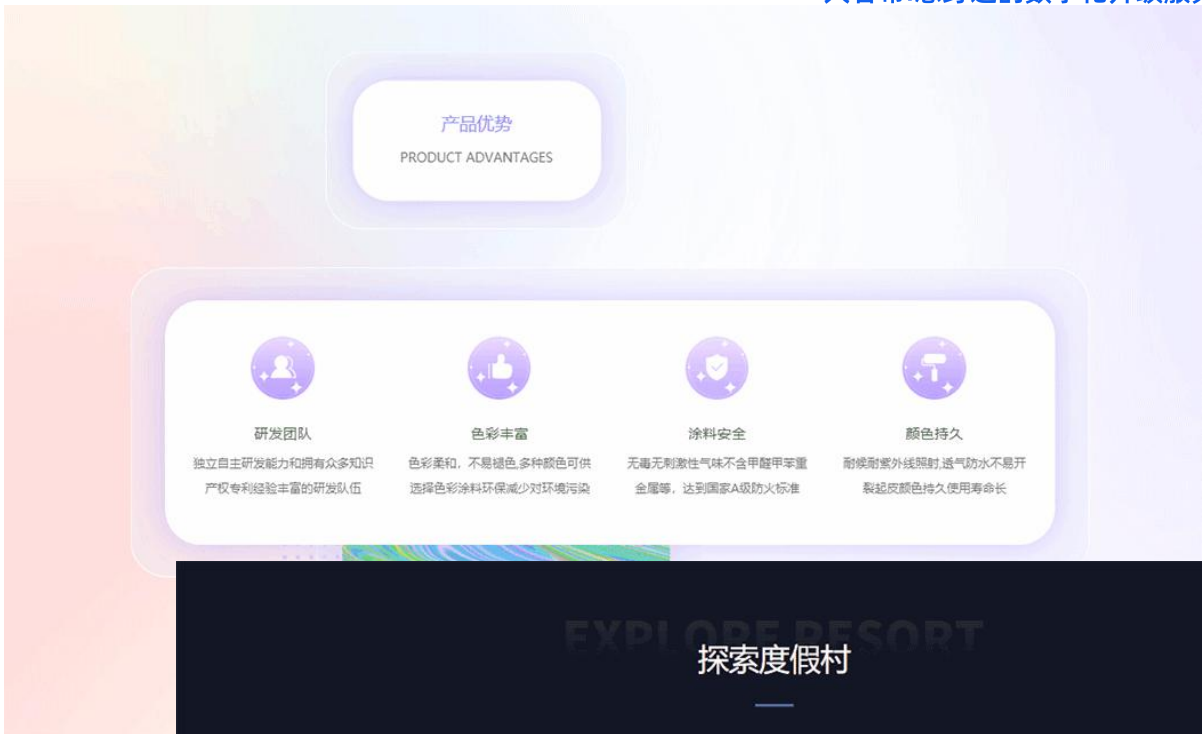 产品优势
PRODUCT ADVANTAGES
研发团队
独立自主研发能力和拥有众多知识
产权专利经验丰富的研发队伍
色彩丰富
色彩柔和，不易褪色,多种颜色可供
选择色彩涂料环保减少对环境污染
涂料安全
无毒无刺激性气味不含甲醛甲苯重
金属等，达到国家A级防火标准
颜色持久
耐候耐紫外线照射,透气防水不易开
裂起皮颜色持久使用寿命长
EXPLORE RESORT
探索度假村